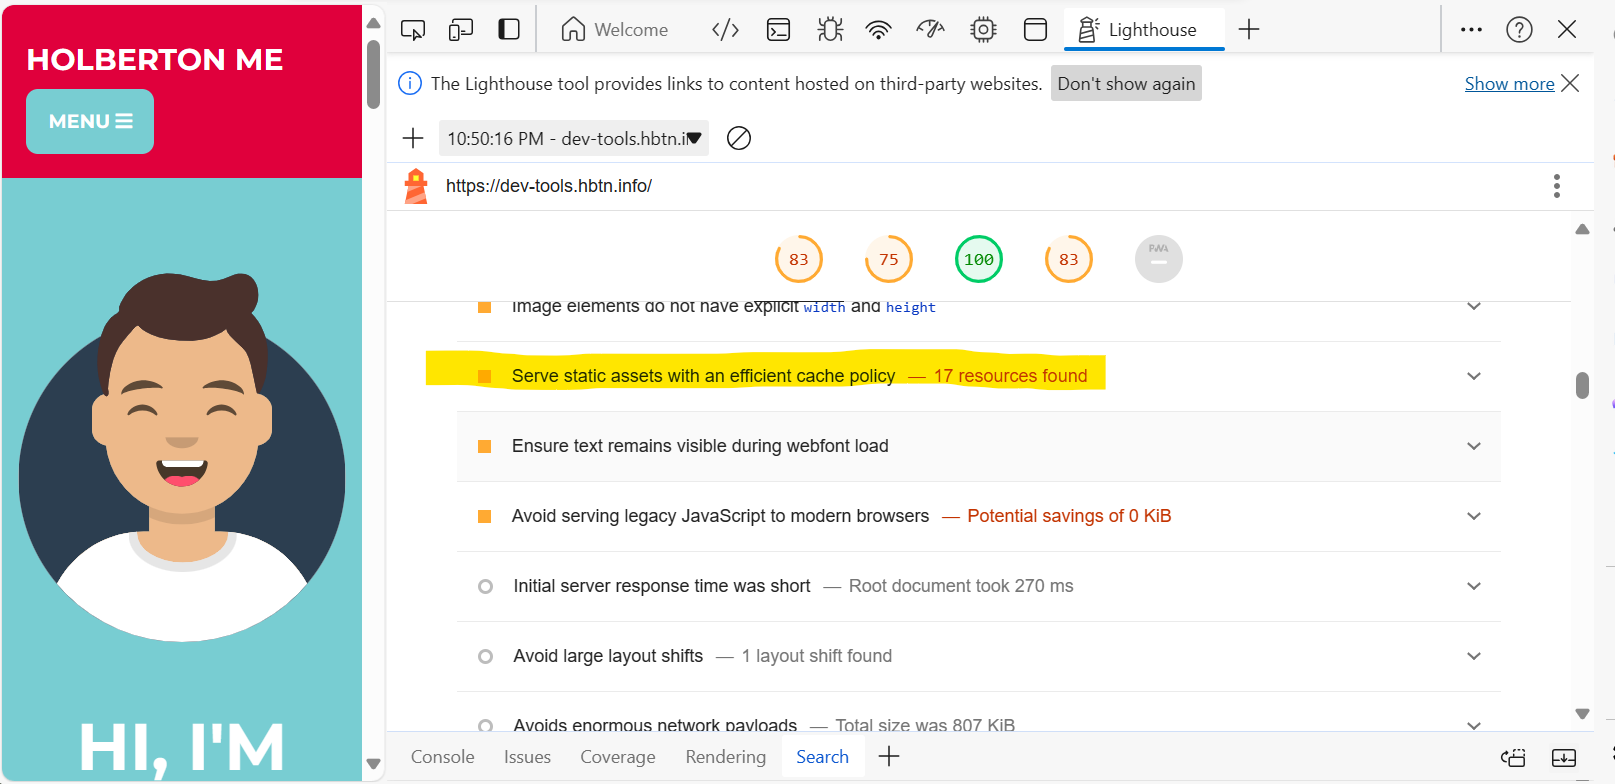 HOLBERTON ME
MENU
HI, I'M
Welcome
Lighthouse
The Lighthouse tool provides links to content hosted on third-party websites.
Don't show again
Show more
10:50:16 PM - dev-tools.hbtn.i
https://dev-tools.hbtn.info/
83
75
100
83
PWA
Image elements do not have explicit width and height
Serve static assets with an efficient cache policy — 17 resources found
Ensure text remains visible during webfont load
Avoid serving legacy JavaScript to modern browsers — Potential savings of 0 KiB
Initial server response time was short — Root document took 270 ms
Avoid large layout shifts — 1 layout shift found
Avoids enormous network payloads — Total size was 807 KiB
Console
Issues
Coverage
Rendering
Search